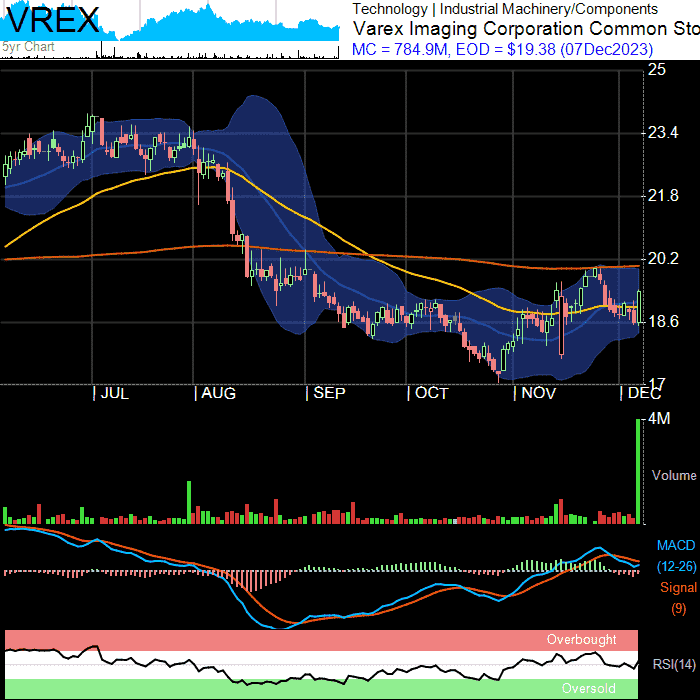 VREX
5yr Chart
Technology | Industrial Machinery/Components
Varex Imaging Corporation Common Sto
MC = 784.9M, EOD = $19.38 (07Dec2023)
25
23.4
21.8
20.2
18.6
17
| JUL | AUG | SEP | OCT | NOV | DEC
4M
Volume
MACD
(12-26)
Signal
(9)
Overbought
RSI(14)
Oversold